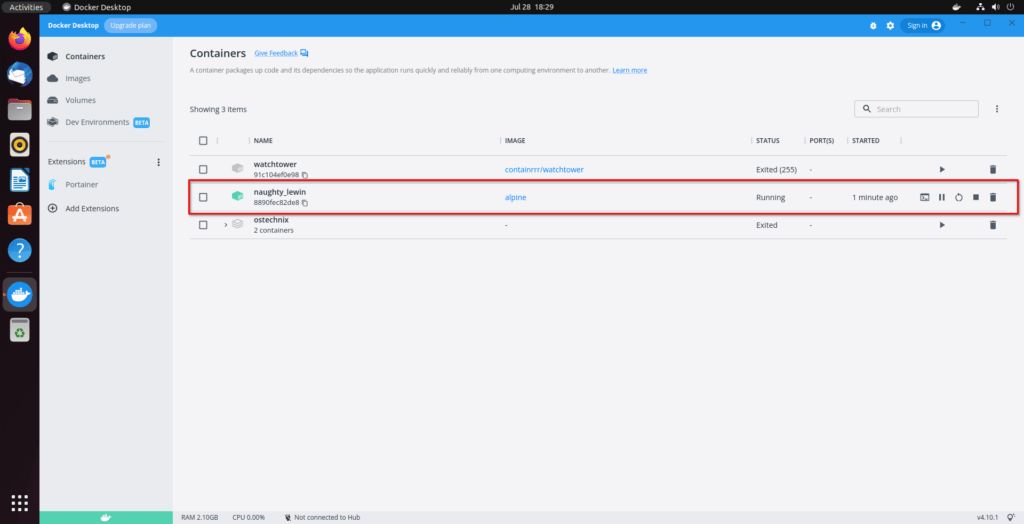 Activities Docker Desktop Jul 28 18:29
Docker Desktop Upgrade plan Sign in
Containers
Images
Volumes
Dev Environments BETA
Extensions BETA
Portainer
Add Extensions
Containers Give Feedback
A container packages up code and its dependencies so the application runs quickly and reliably from one computing environment to another. Learn more
Showing 3 items Search
NAME IMAGE STATUS PORT(S) STARTED
watchtower containrrr/watchtower Exited (255) -
91c104ef0e98
naughty_lewin alpine Running - 1 minute ago
8890fec82de8
ostechnix - Exited -
2 containers
RAM 2.10GB CPU 0.00% Not connected to Hub v4.10.1